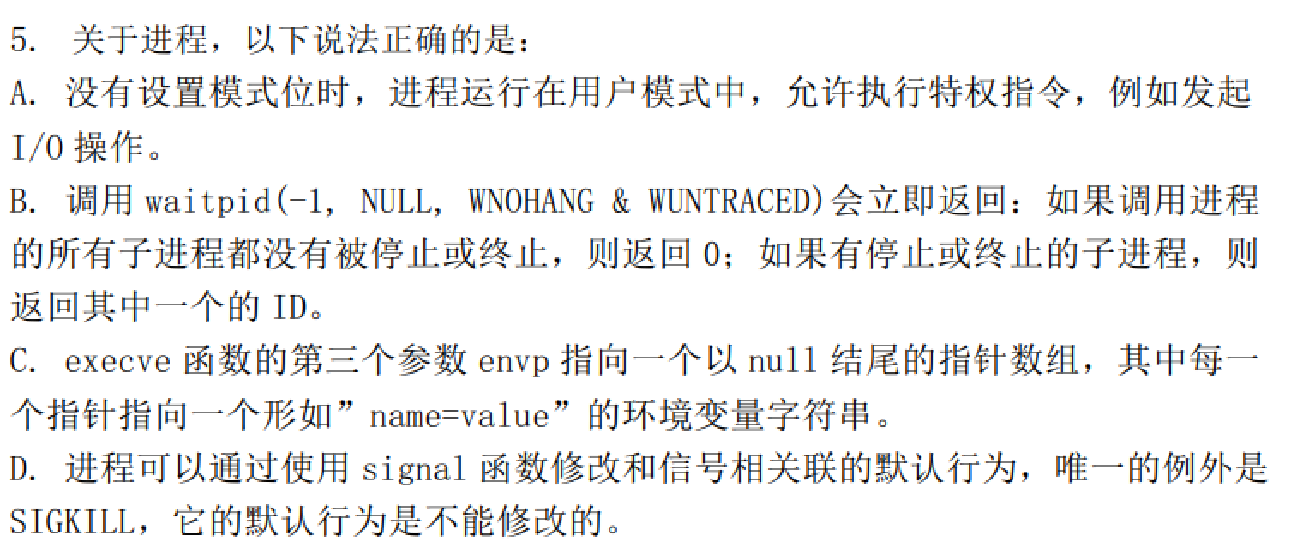 5. 关于进程，以下说法正确的是：
A. 没有设置模式位时，进程运行在用户模式中，允许执行特权指令，例如发起
I/O 操作。
B. 调用 waitpid(-1, NULL, WNOHANG & WUNTRACED)会立即返回：如果调用进程
的所有子进程都没有被停止或终止，则返回 0；如果有停止或终止的子进程，则
返回其中一个的 ID。
C. execve 函数的第三个参数 envp 指向一个以 null 结尾的指针数组，其中每一
个指针指向一个形如”name=value”的环境变量字符串。
D. 进程可以通过使用 signal 函数修改和信号相关联的默认行为，唯一的例外是
SIGKILL，它的默认行为是不能修改的。